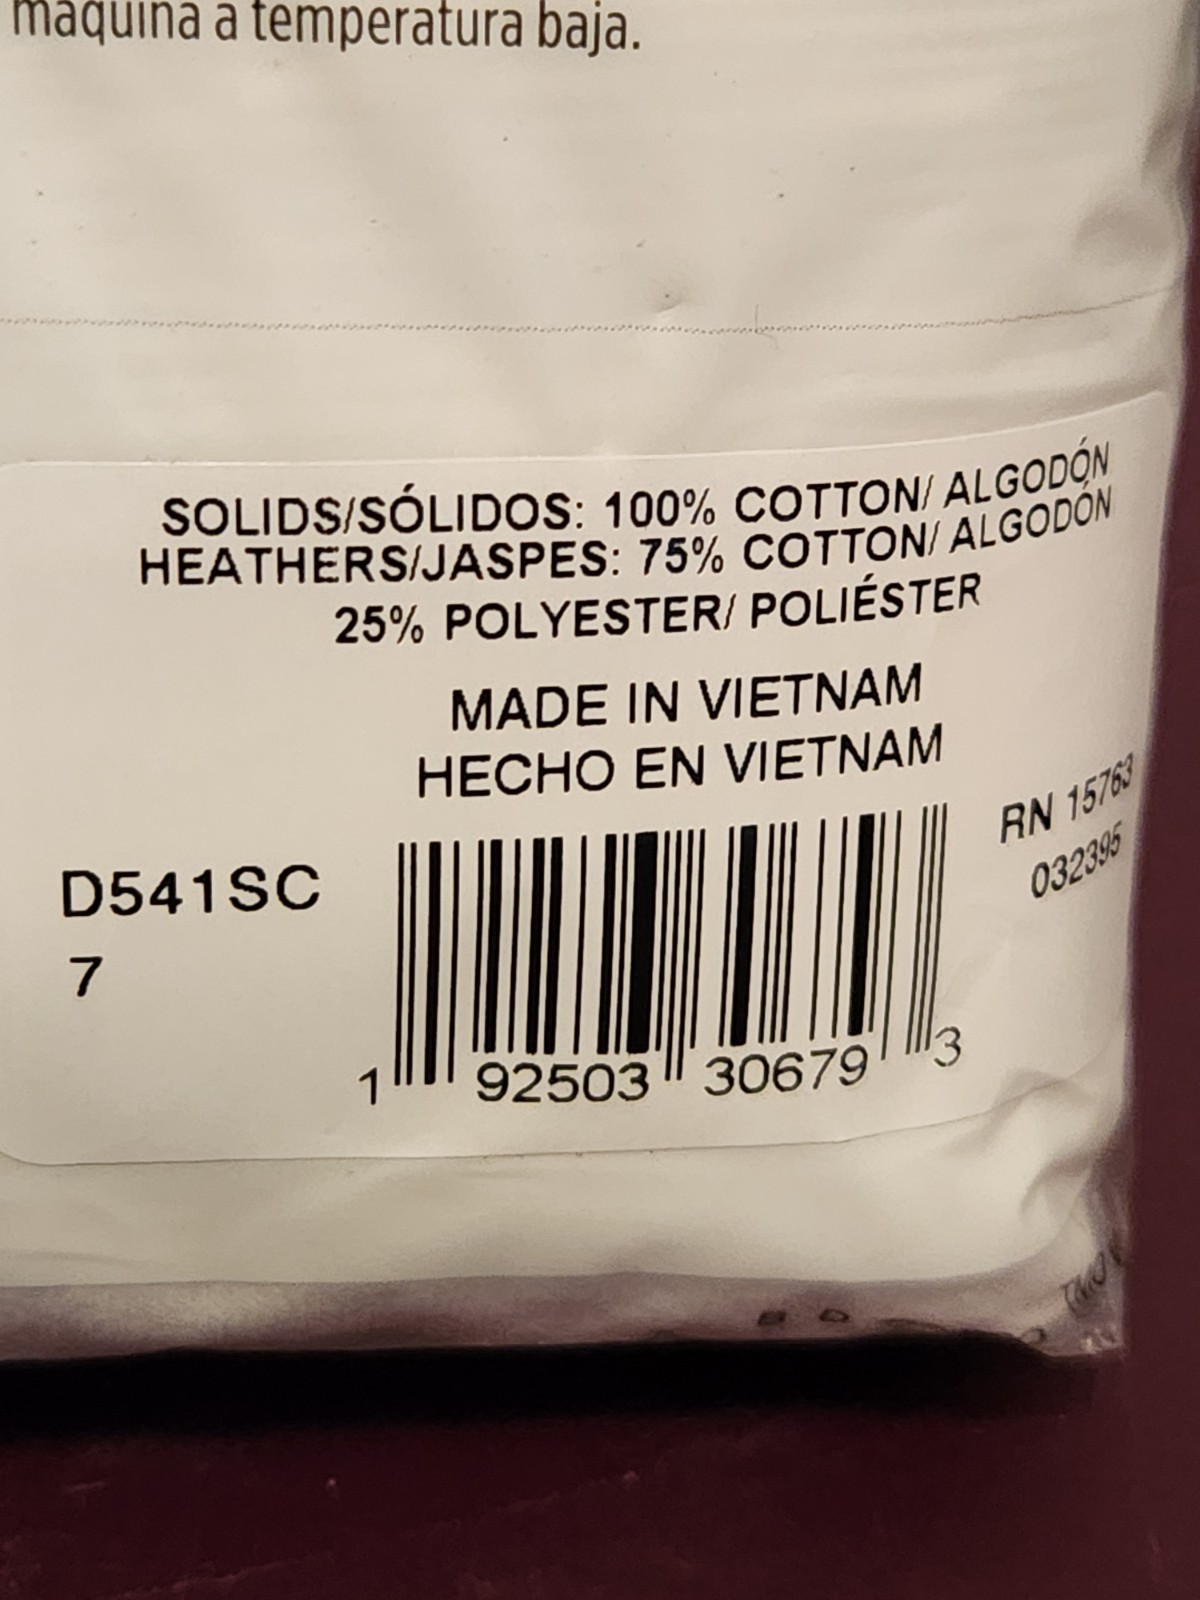 máquina a temperatura baja.
SOLIDS/SÓLIDOS: 100% COTTON/ ALGODÓN
HEATHERS/JASPES: 75% COTTON/ ALGODÓN
25% POLYESTER/ POLIÉSTER
MADE IN VIETNAM
HECHO EN VIETNAM
RN 15763
032395
D541SC
7
1 92503 30679 3